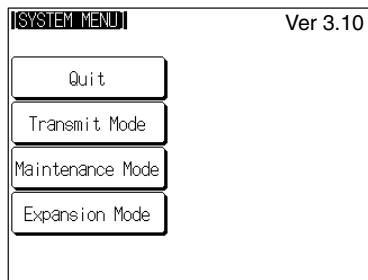 [SYSTEM MENU] Ver 3.10
Quit
Transmit Mode
Maintenance Mode
Expansion Mode